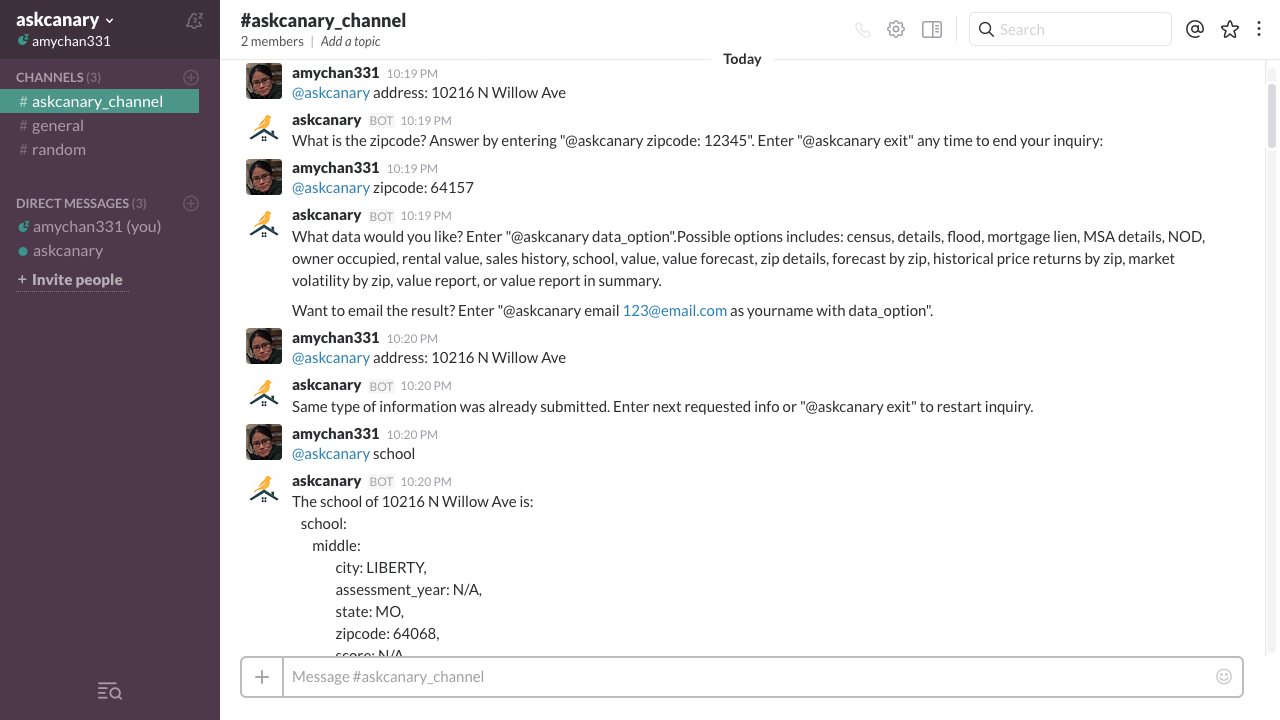 askcanary
amychan331
CHANNELS (3)
# askcanary_channel
# general
# random
DIRECT MESSAGES (3)
amychan331 (you)
askcanary
+ Invite people
#askcanary_channel
2 members | Add a topic
Search
Today
amychan331 10:19 PM
@askcanary address: 10216 N Willow Ave
askcanary BOT 10:19 PM
What is the zipcode? Answer by entering "@askcanary zipcode: 12345". Enter "@askcanary exit" any time to end your inquiry:
amychan331 10:19 PM
@askcanary zipcode: 64157
askcanary BOT 10:19 PM
What data would you like? Enter "@askcanary data_option".Possible options includes: census, details, flood, mortgage lien, MSA details, NOD,
owner occupied, rental value, sales history, school, value, value forecast, zip details, forecast by zip, historical price returns by zip, market
volatility by zip, value report, or value report in summary.
Want to email the result? Enter "@askcanary email 123@email.com as yourname with data_option".
amychan331 10:20 PM
@askcanary address: 10216 N Willow Ave
askcanary BOT 10:20 PM
Same type of information was already submitted. Enter next requested info or "@askcanary exit" to restart inquiry.
amychan331 10:20 PM
@askcanary school
askcanary BOT 10:20 PM
The school of 10216 N Willow Ave is:
school:
middle:
city: LIBERTY,
assessment_year: N/A,
state: MO,
zipcode: 64068,
score: N/A
Message #askcanary_channel